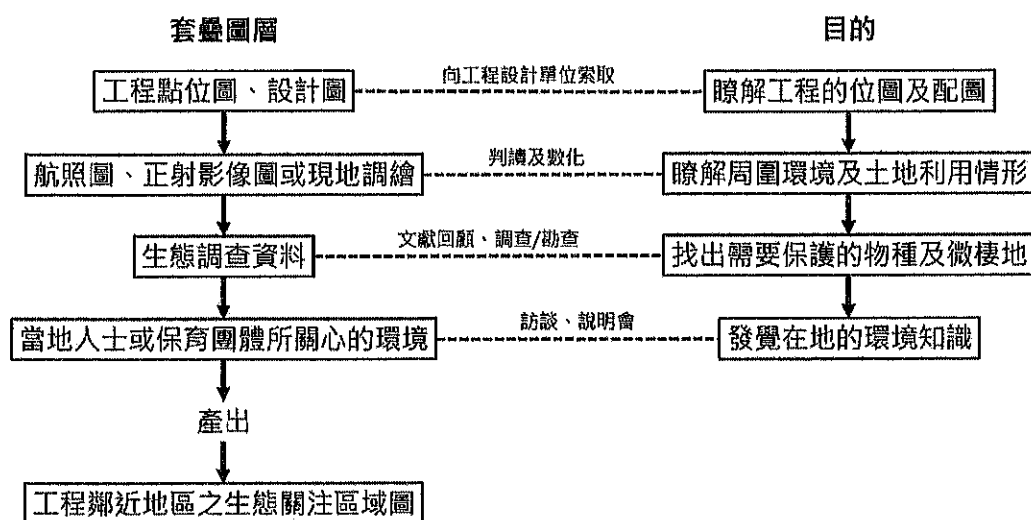 套疊圖層
目的
工程點位圖、設計圖
向工程設計單位索取
瞭解工程的位圖及配圖
航照圖、正射影像圖或現地調繪
判讀及數化
瞭解周圍環境及土地利用情形
生態調查資料
文獻回顧、調查/勘查
找出需要保護的物種及微棲地
當地人士或保育團體所關心的環境
訪談、說明會
發覺在地的環境知識
產出
工程鄰近地區之生態關注區域圖